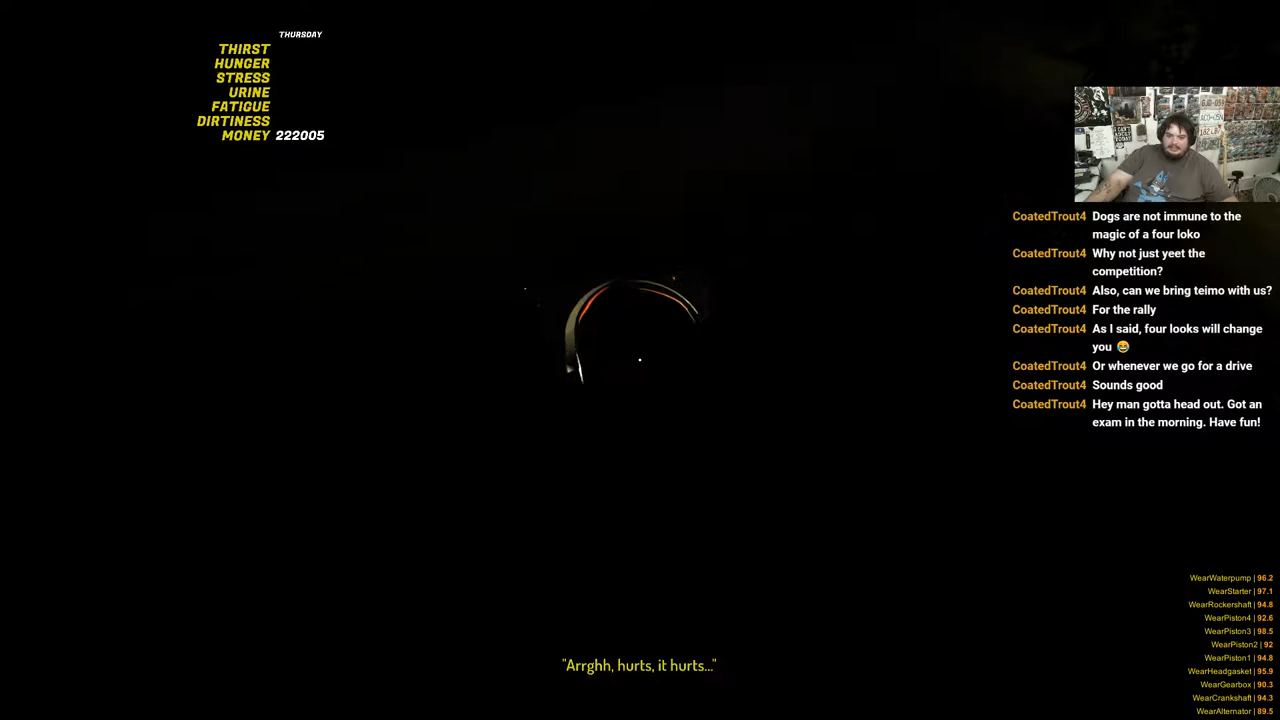 THURSDAY
THIRST
HUNGER
STRESS
URINE
FATIGUE
DIRTINESS
MONEY 222005
CoatedTrout4 Dogs are not immune to the
magic of a four loko
CoatedTrout4 Why not just yeet the
competition?
CoatedTrout4 Also, can we bring teimo with us?
CoatedTrout4 For the rally
CoatedTrout4 As I said, four looks will change
you 😂
CoatedTrout4 Or whenever we go for a drive
CoatedTrout4 Sounds good
CoatedTrout4 Hey man gotta head out. Got an
exam in the morning. Have fun!
WearWaterpump | 96.2
WearStarter | 97.1
WearRockershaft | 94.8
WearPiston4 | 92.6
WearPiston3 | 98.5
WearPiston2 | 92
WearPiston1 | 94.8
WearHeadgasket | 95.9
WearGearbox | 90.3
WearCrankshaft | 94.3
WearAlternator | 89.5
"Arrghh, hurts, it hurts..."